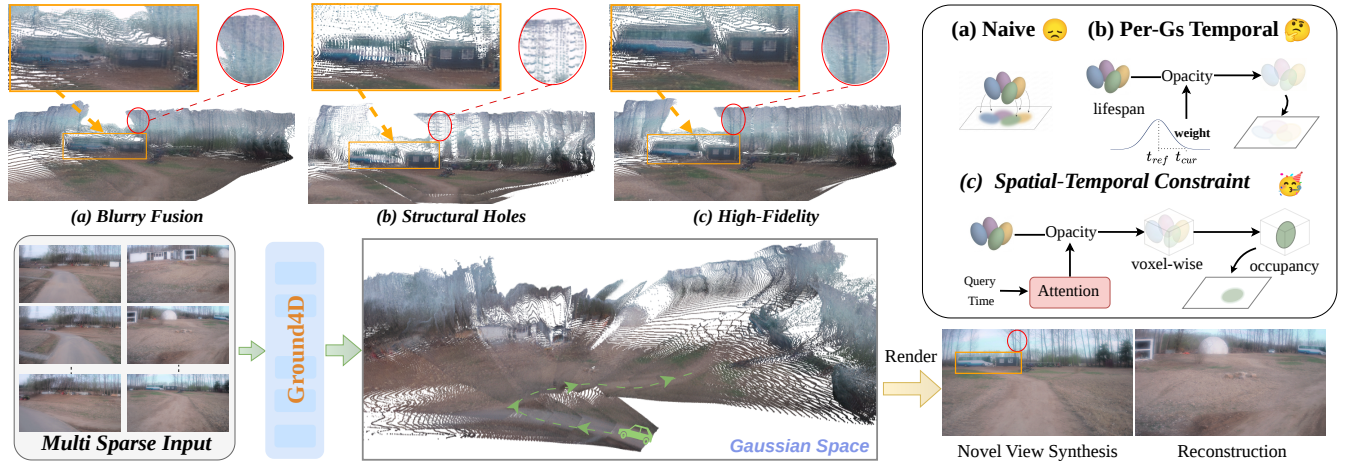 (a) Blurry Fusion
(b) Structural Holes
(c) High-Fidelity
Multi Sparse Input
Ground4D
Gaussian Space
(a) Naive 😞
(b) Per-Gs Temporal 🤔
Opacity
lifespan
weight
t_ref
t_cur
(c) Spatial-Temporal Constraint 🥳
Opacity
voxel-wise
occupancy
Query
Time
Attention
Render
Novel View Synthesis
Reconstruction